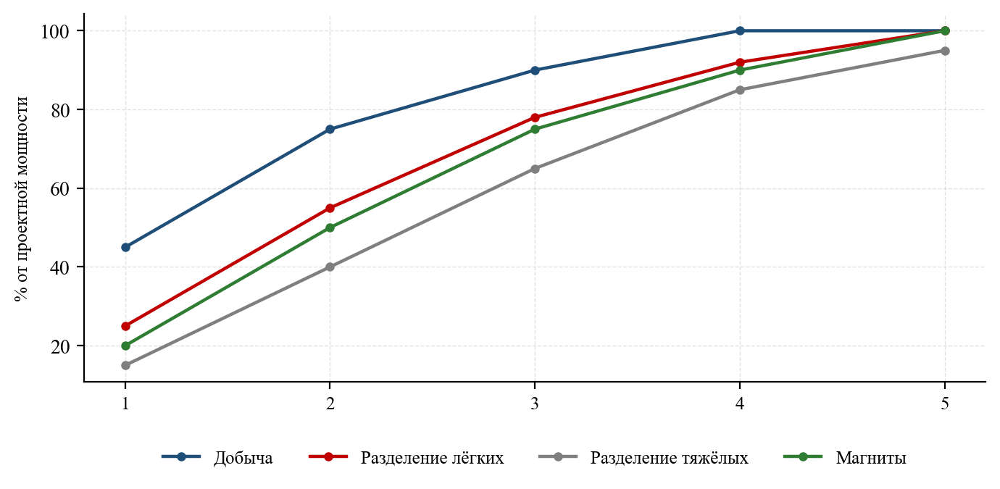 % от проектной мощности
100
80
60
40
20
1 2 3 4 5
Добыча Разделение лёгких Разделение тяжёлых Магниты